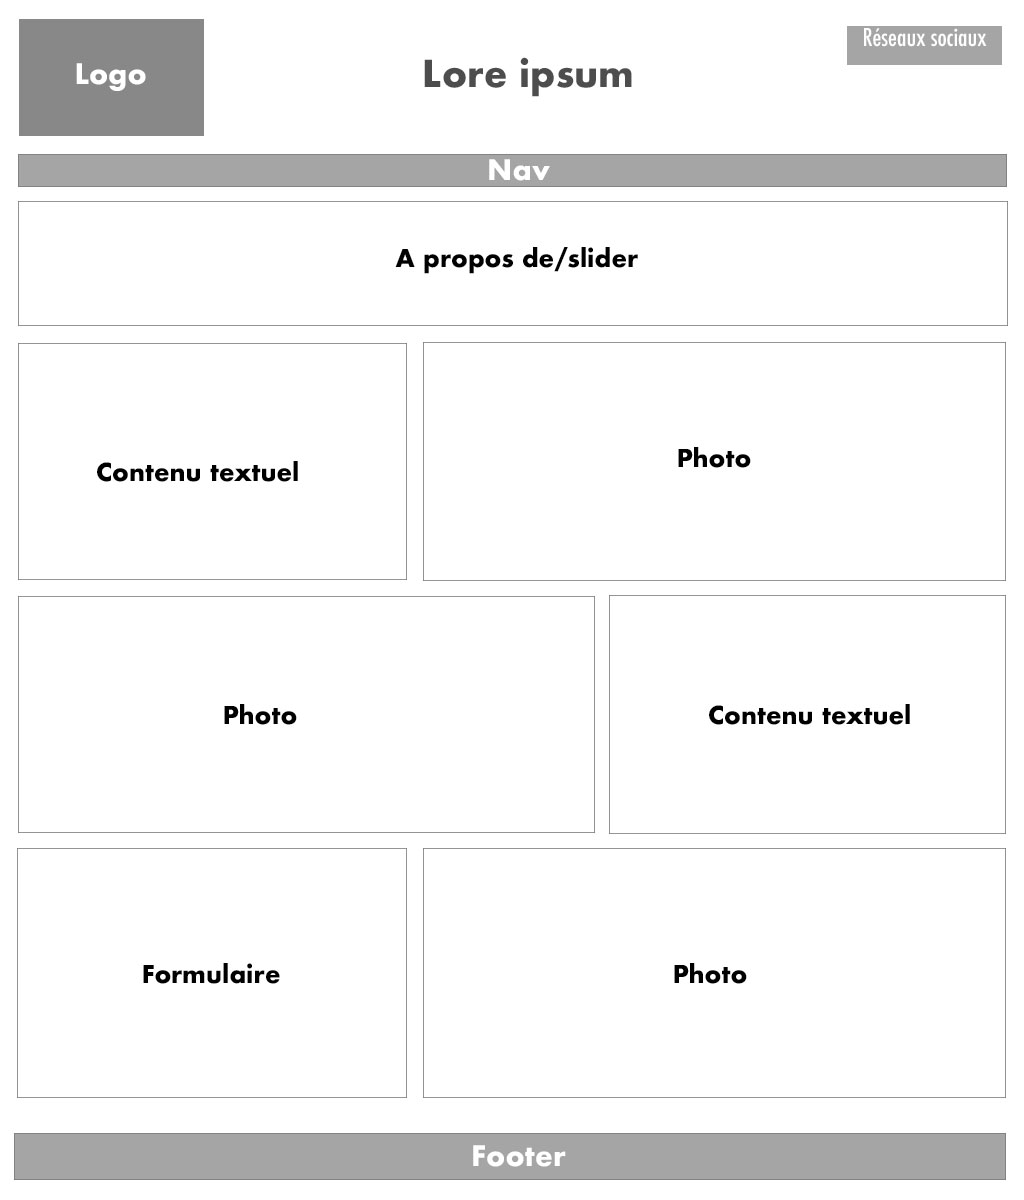 Logo
Lore ipsum
Réseaux sociaux
Nav
A propos de/slider
Contenu textuel
Photo
Photo
Contenu textuel
Formulaire
Photo
Footer